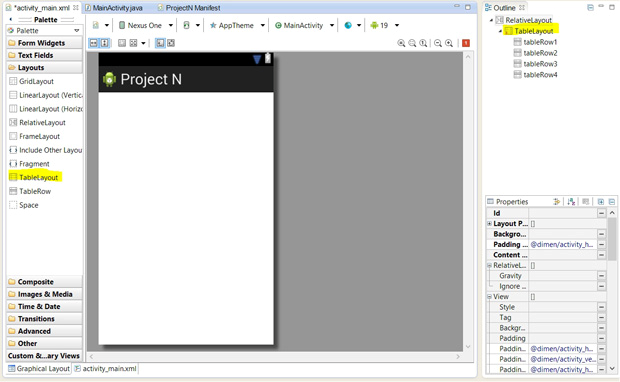 *activity_main.xml
MainActivity.java
ProjectN Manifest
Palette
Palette
Form Widgets
Text Fields
Layouts
GridLayout
LinearLayout (Vertica
LinearLayout (Horizo
RelativeLayout
FrameLayout
Include Other Layou
Fragment
TableLayout
TableRow
Space
Composite
Images & Media
Time & Date
Transitions
Advanced
Other
Custom &...ary Views
Graphical Layout
activity_main.xml
Nexus One
AppTheme
MainActivity
19
1
Project N
Outline
RelativeLayout
TableLayout
tableRow1
tableRow2
tableRow3
tableRow4
Properties
Id
Layout P... []
Backgro...
Padding @dimen/activity_h...
Content ...
RelativeL... []
Gravity
Ignore ...
View []
Style
Tag
Backgr...
Padding
Paddin... @dimen/activity_h...
Paddin... @dimen/activity_ve...
Paddin... @dimen/activity_h...